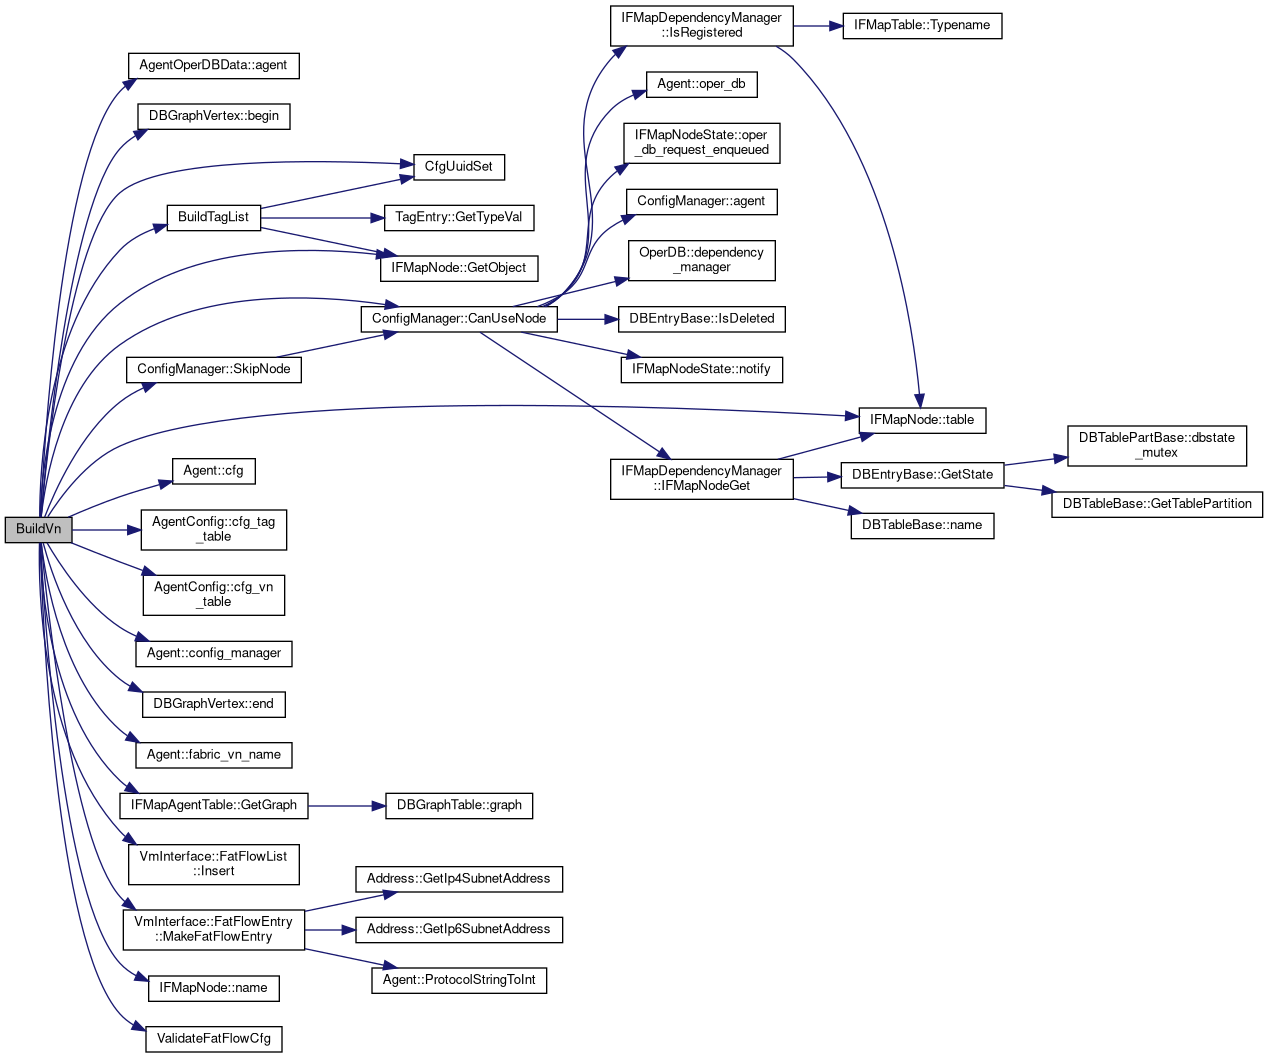 IFMapDependencyManager
::IsRegistered
IFMapTable::Typename
AgentOperDBData::agent
Agent::oper_db
DBGraphVertex::begin
IFMapNodeState::oper
_db_request_enqueued
CfgUuidSet
ConfigManager::agent
BuildTagList
TagEntry::GetTypeVal
OperDB::dependency
_manager
IFMapNode::GetObject
ConfigManager::CanUseNode
DBEntryBase::IsDeleted
ConfigManager::SkipNode
IFMapNodeState::notify
IFMapNode::table
DBTablePartBase::dbstate
_mutex
Agent::cfg
IFMapDependencyManager
::IFMapNodeGet
DBEntryBase::GetState
DBTableBase::GetTablePartition
BuildVn
AgentConfig::cfg_tag
_table
DBTableBase::name
AgentConfig::cfg_vn
_table
Agent::config_manager
DBGraphVertex::end
Agent::fabric_vn_name
IFMapAgentTable::GetGraph
DBGraphTable::graph
VmInterface::FatFlowList
::Insert
Address::GetIp4SubnetAddress
VmInterface::FatFlowEntry
::MakeFatFlowEntry
Address::GetIp6SubnetAddress
Agent::ProtocolStringToInt
IFMapNode::name
ValidateFatFlowCfg